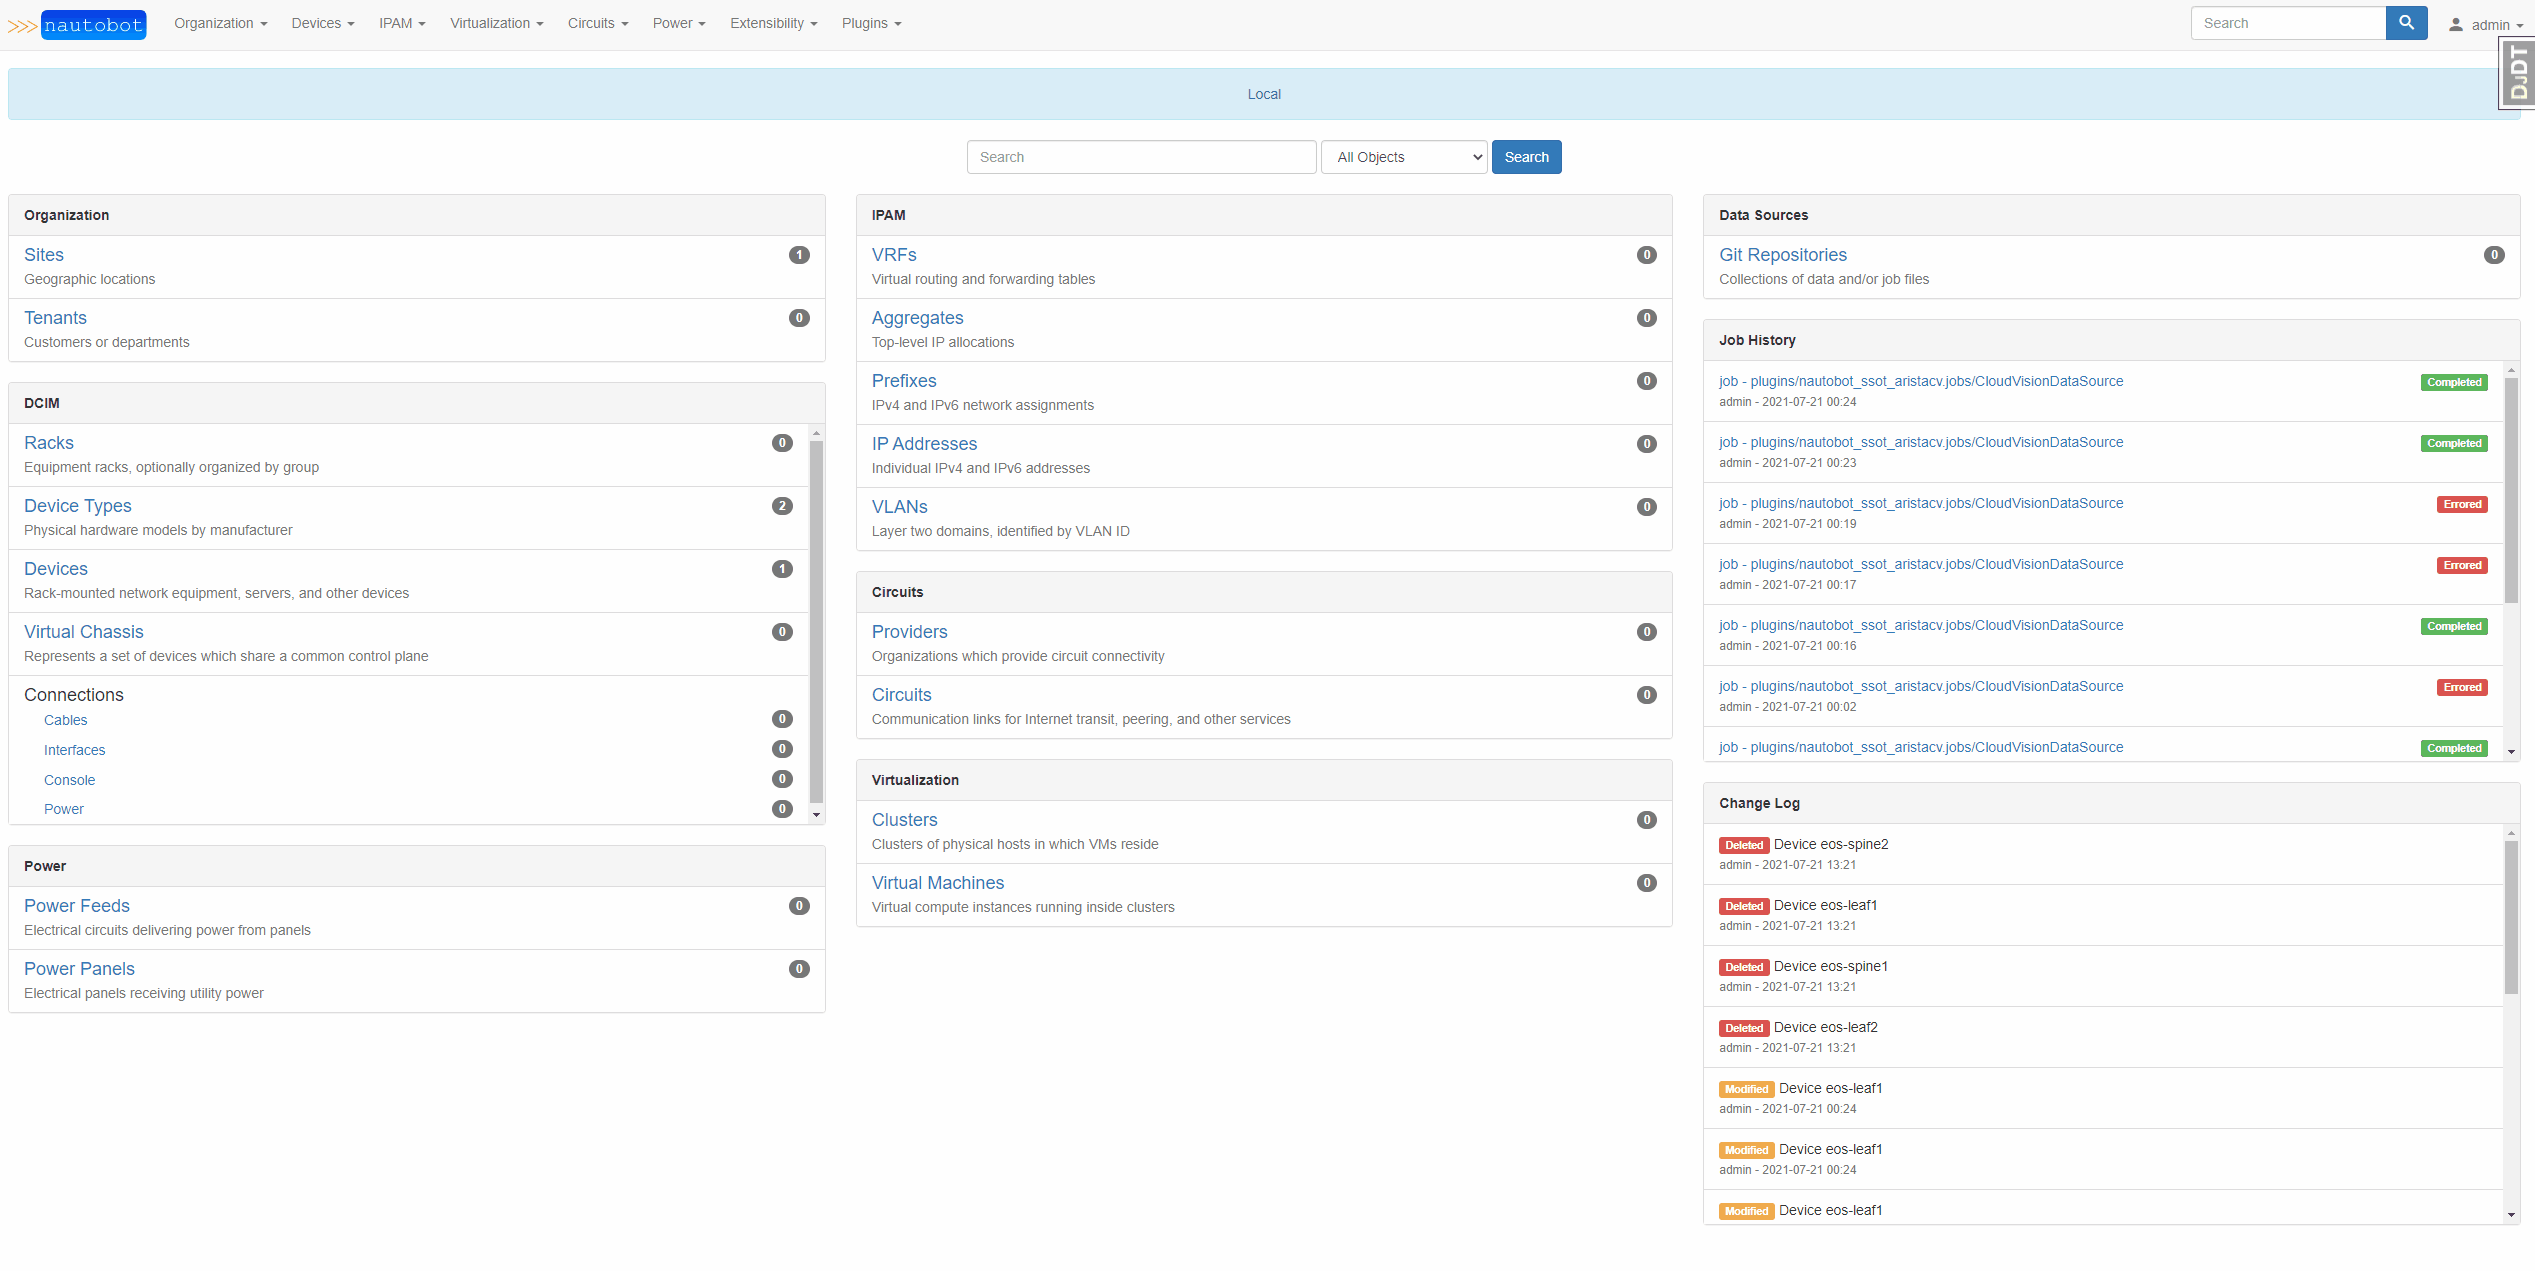 >>> nautobot Organization Devices IPAM Virtualization Circuits Power Extensibility Plugins Search admin
DJDT
Local
Search All Objects Search
Organization
Sites 1
Geographic locations
Tenants 0
Customers or departments
DCIM
Racks 0
Equipment racks, optionally organized by group
Device Types 2
Physical hardware models by manufacturer
Devices 1
Rack-mounted network equipment, servers, and other devices
Virtual Chassis 0
Represents a set of devices which share a common control plane
Connections
Cables 0
Interfaces 0
Console 0
Power 0
Power
Power Feeds 0
Electrical circuits delivering power from panels
Power Panels 0
Electrical panels receiving utility power
IPAM
VRFs 0
Virtual routing and forwarding tables
Aggregates 0
Top-level IP allocations
Prefixes 0
IPv4 and IPv6 network assignments
IP Addresses 0
Individual IPv4 and IPv6 addresses
VLANs 0
Layer two domains, identified by VLAN ID
Circuits
Providers 0
Organizations which provide circuit connectivity
Circuits 0
Communication links for Internet transit, peering, and other services
Virtualization
Clusters 0
Clusters of physical hosts in which VMs reside
Virtual Machines 0
Virtual compute instances running inside clusters
Data Sources
Git Repositories 0
Collections of data and/or job files
Job History
job - plugins/nautobot_ssot_aristacv.jobs/CloudVisionDataSource Completed
admin - 2021-07-21 00:24
job - plugins/nautobot_ssot_aristacv.jobs/CloudVisionDataSource Completed
admin - 2021-07-21 00:23
job - plugins/nautobot_ssot_aristacv.jobs/CloudVisionDataSource Errored
admin - 2021-07-21 00:19
job - plugins/nautobot_ssot_aristacv.jobs/CloudVisionDataSource Errored
admin - 2021-07-21 00:17
job - plugins/nautobot_ssot_aristacv.jobs/CloudVisionDataSource Completed
admin - 2021-07-21 00:16
job - plugins/nautobot_ssot_aristacv.jobs/CloudVisionDataSource Errored
admin - 2021-07-21 00:02
job - plugins/nautobot_ssot_aristacv.jobs/CloudVisionDataSource Completed
Change Log
Deleted Device eos-spine2
admin - 2021-07-21 13:21
Deleted Device eos-leaf1
admin - 2021-07-21 13:21
Deleted Device eos-spine1
admin - 2021-07-21 13:21
Deleted Device eos-leaf2
admin - 2021-07-21 13:21
Modified Device eos-leaf1
admin - 2021-07-21 00:24
Modified Device eos-leaf1
admin - 2021-07-21 00:24
Modified Device eos-leaf1